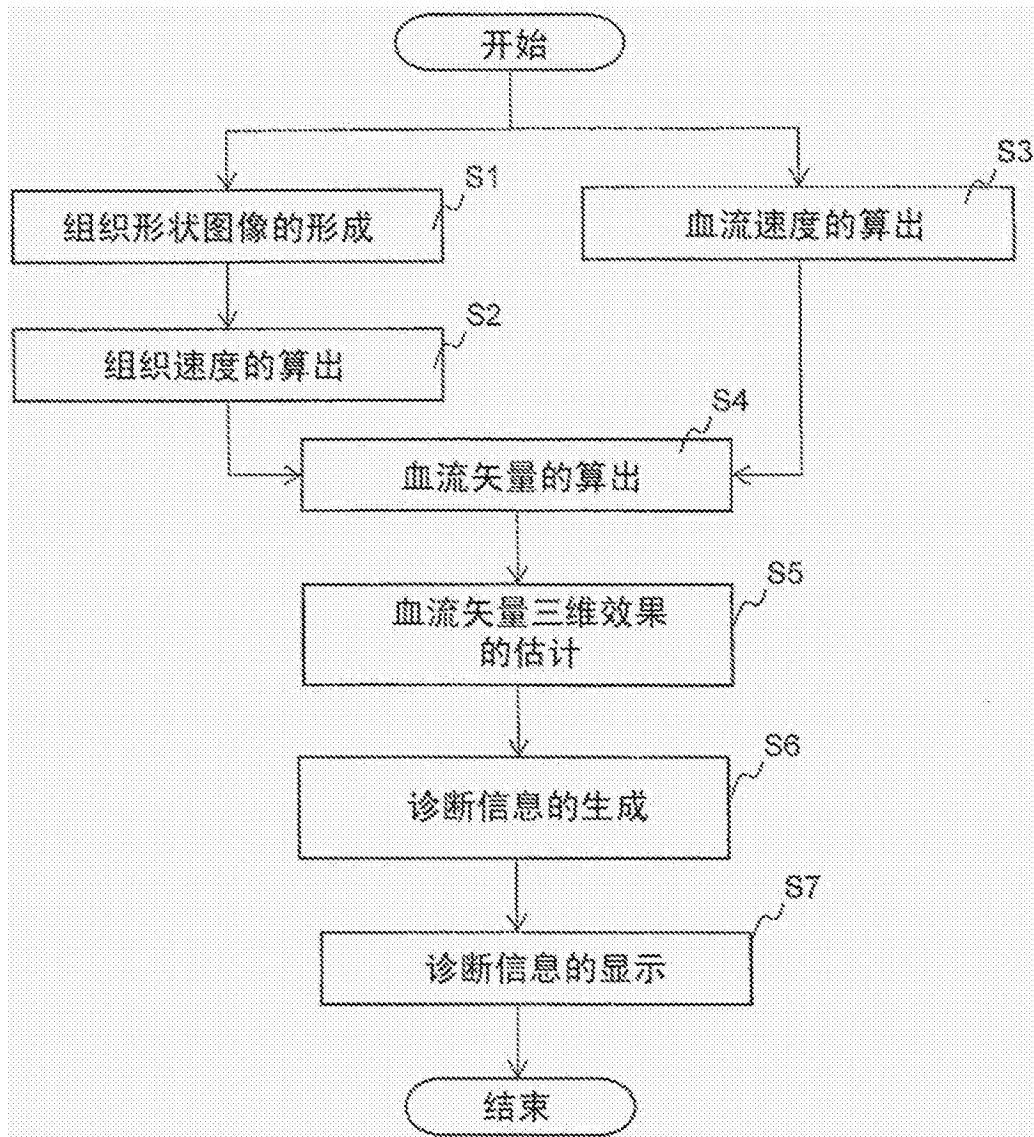 开始
S1
组织形状图像的形成
S3
血流速度的算出
S2
组织速度的算出
S4
血流矢量的算出
S5
血流矢量三维效果
的估计
S6
诊断信息的生成
S7
诊断信息的显示
结束